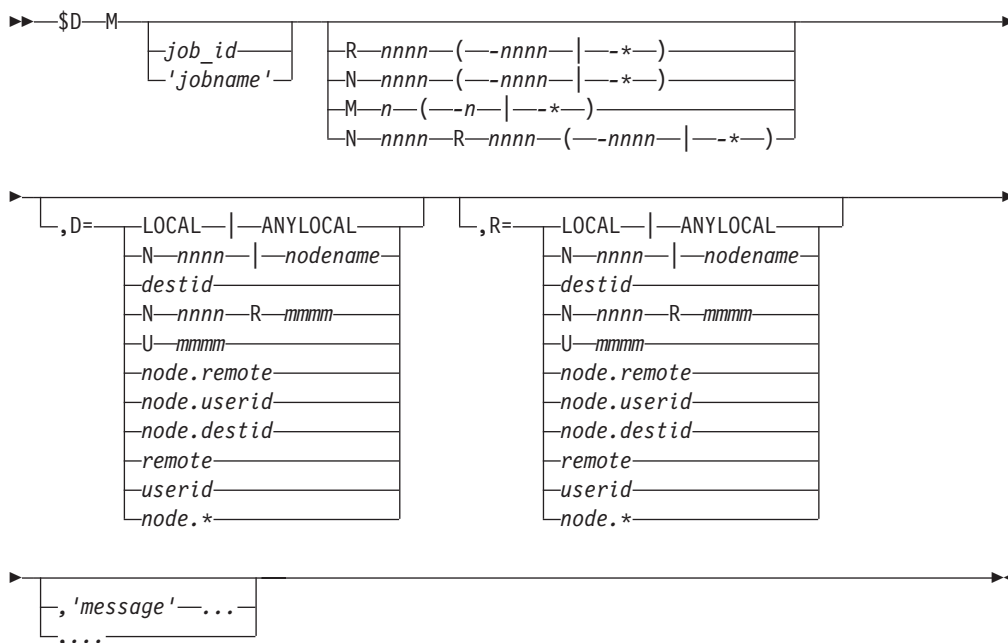 $D M
job_id
'jobname'
R nnnn ( -nnnn | -* )
N nnnn ( -nnnn | -* )
M n ( -n | -* )
N nnnn R nnnn ( -nnnn | -* )
,D= LOCAL | ANYLOCAL
N nnnn | nodename
destid
N nnnn R mmmm
U mmmm
node.remote
node.userid
node.destid
remote
userid
node.*
,R= LOCAL | ANYLOCAL
N nnnn | nodename
destid
N nnnn R mmmm
U mmmm
node.remote
node.userid
node.destid
remote
userid
node.*
,'message' ...
....